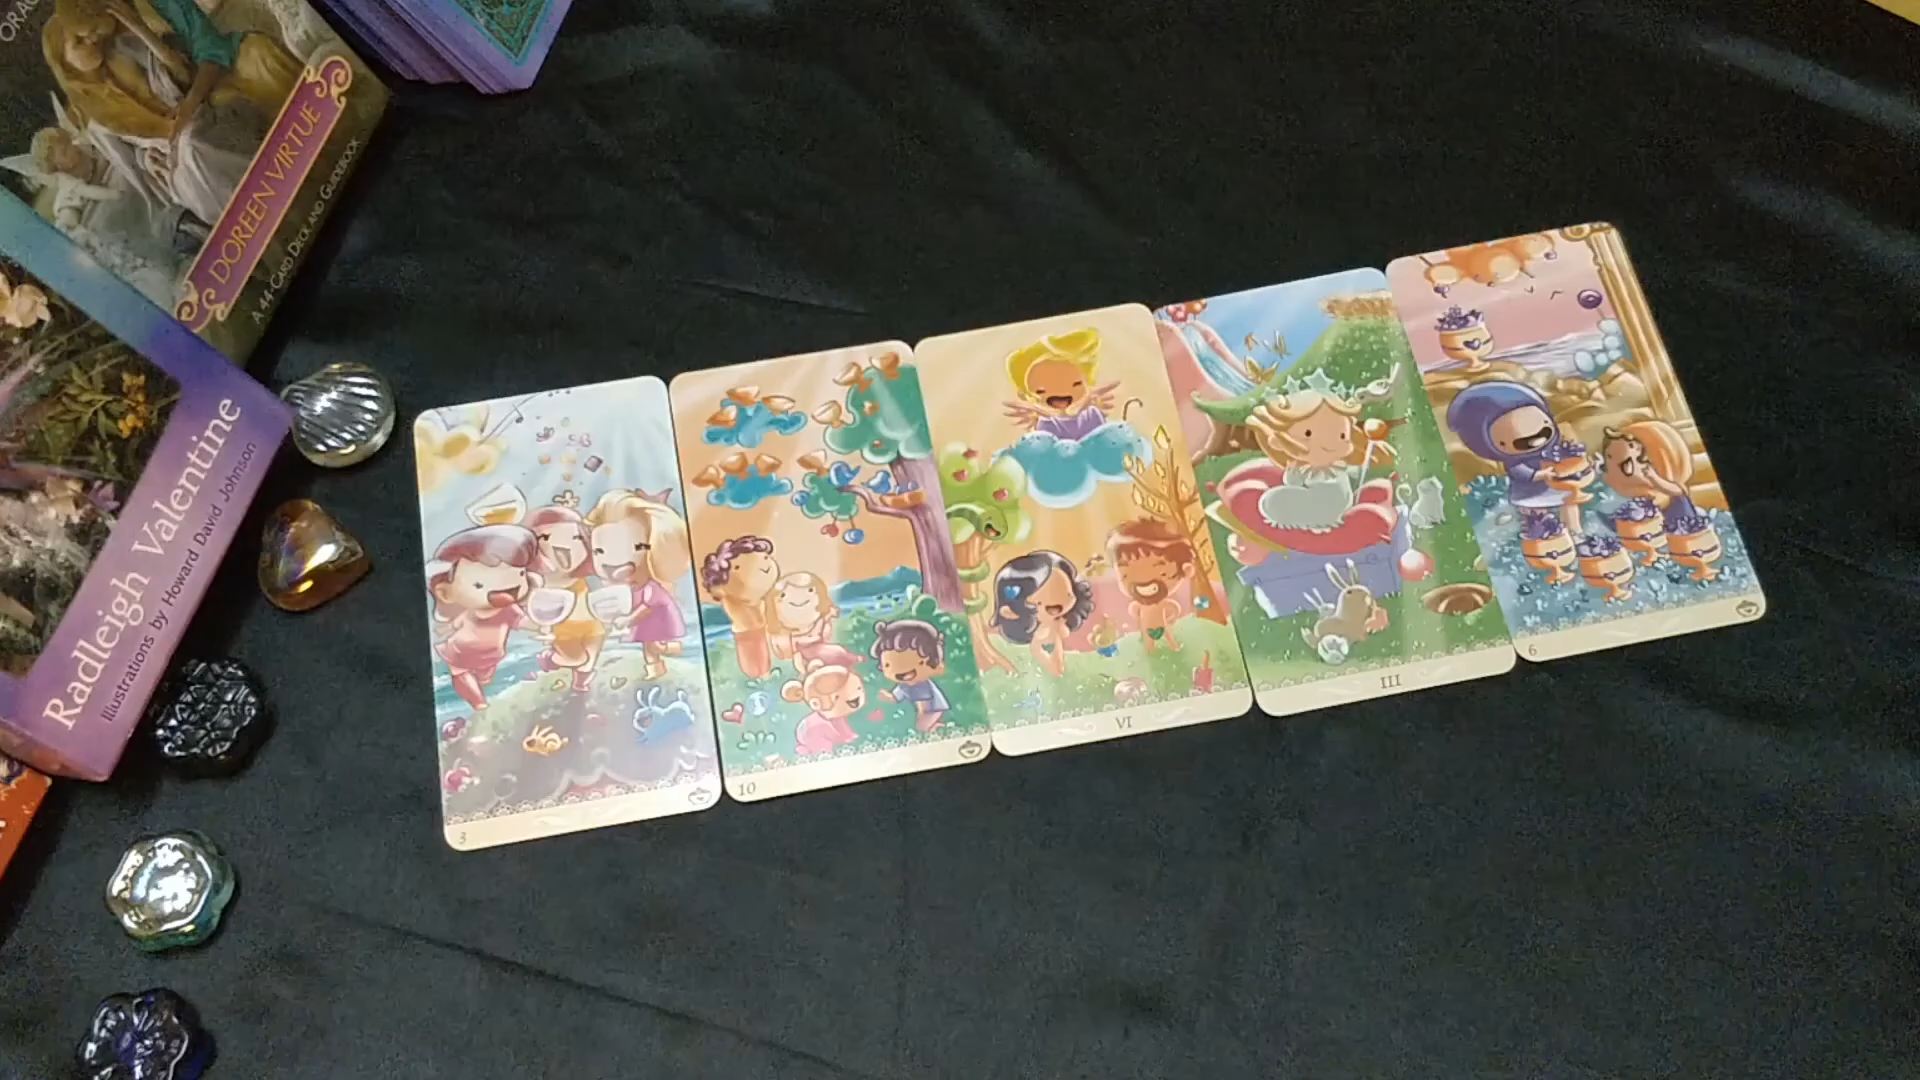 DOREEN VIRTUE
A 44-CARD DECK AND GUIDEBOOK
Radleigh Valentine
Illustrations by Howard David Johnson
3
10
VI
III
6